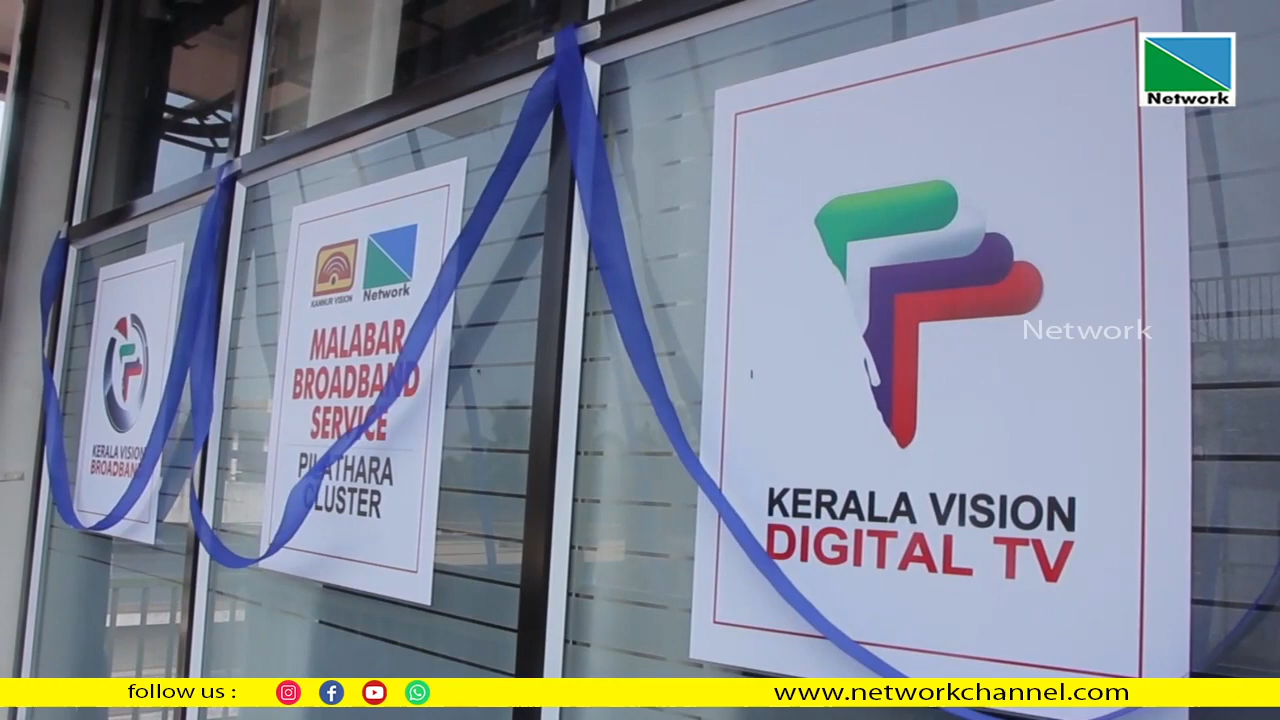 Network
KERALA VISION
BROADBAND
KANNUR VISION
Network
MALABAR
BROADBAND
SERVICE
PILATHARA
CLUSTER
KERALA VISION
DIGITAL TV
Network
follow us :
www.networkchannel.com